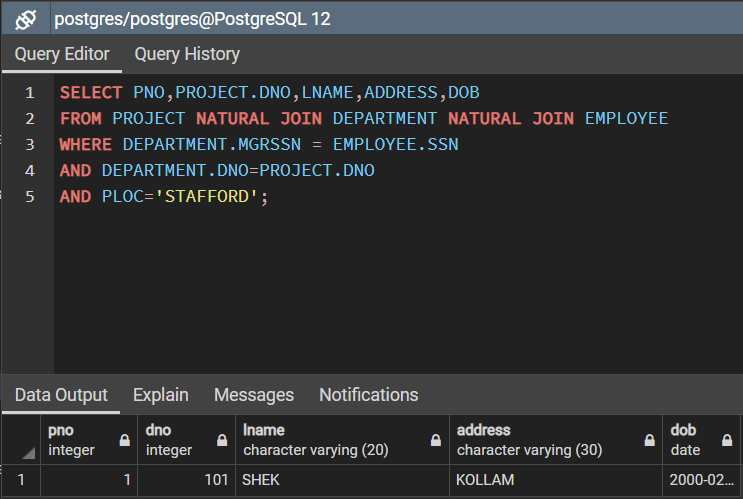 postgres/postgres@PostgreSQL 12
Query Editor Query History
1 SELECT PNO,PROJECT.DNO,LNAME,ADDRESS,DOB
2 FROM PROJECT NATURAL JOIN DEPARTMENT NATURAL JOIN EMPLOYEE
3 WHERE DEPARTMENT.MGRSSN = EMPLOYEE.SSN
4 AND DEPARTMENT.DNO=PROJECT.DNO
5 AND PLOC='STAFFORD';
Data Output Explain Messages Notifications
pno dno lname address dob
integer integer character varying (20) character varying (30) date
1 1 101 SHEK KOLLAM 2000-02...